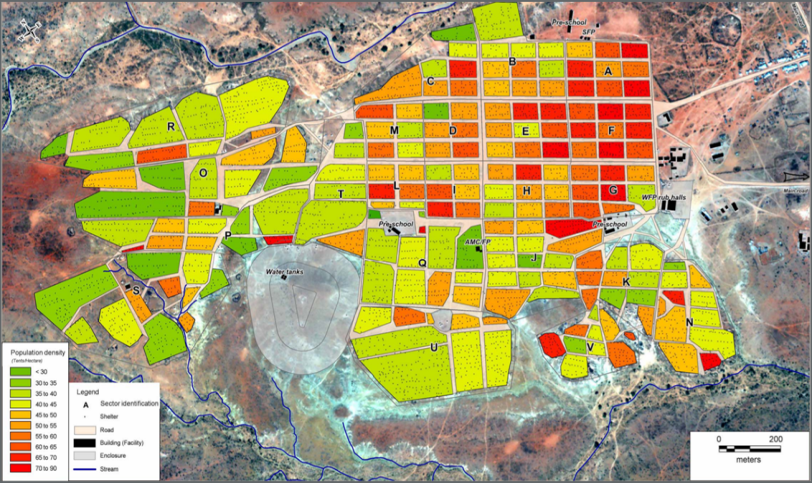 Pre-school
SFP
B
A
C
R
M
D
E
F
O
T
L
I
H
G
WFP rub halls
Main road
Pre-school
Pre-school
P
AMC/FP
Q
J
Water tanks
K
S
N
U
V
Population density
(Tents/Hectare)
< 30
30 to 35
35 to 40
40 to 45
45 to 50
50 to 55
55 to 60
60 to 65
65 to 70
70 to 90
Legend
A Sector identification
Shelter
Road
Building (Facility)
Enclosure
Stream
0 200
meters